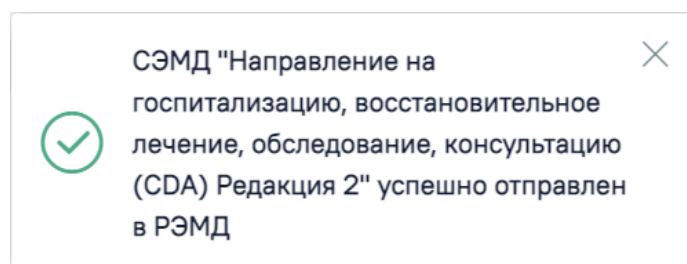 СЭМД "Направление на
госпитализацию, восстановительное
лечение, обследование, консультацию
(CDA) Редакция 2" успешно отправлен
в РЭМД